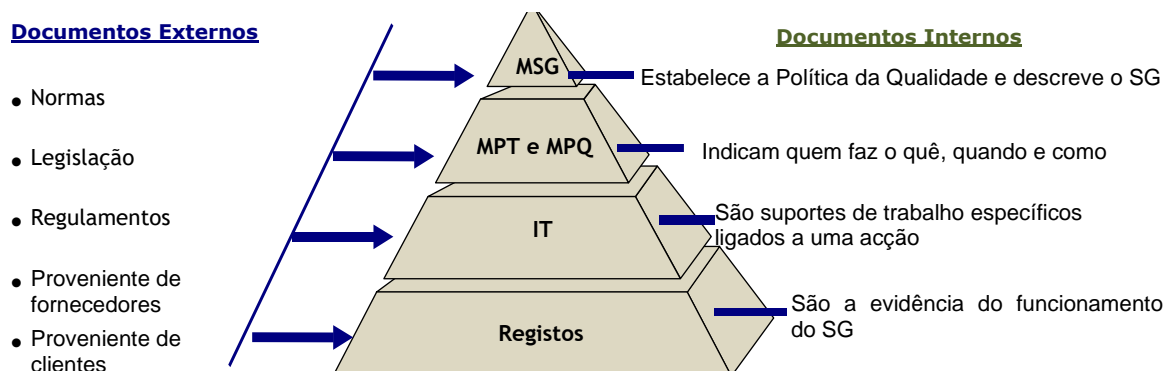 Documentos Externos
• Normas
• Legislação
• Regulamentos
• Proveniente de
fornecedores
• Proveniente de
clientes
MSG
MPT e MPQ
IT
Registos
Documentos Internos
Estabelece a Política da Qualidade e descreve o SG
Indicam quem faz o quê, quando e como
São suportes de trabalho específicos
ligados a uma acção
São a evidência do funcionamento
do SG